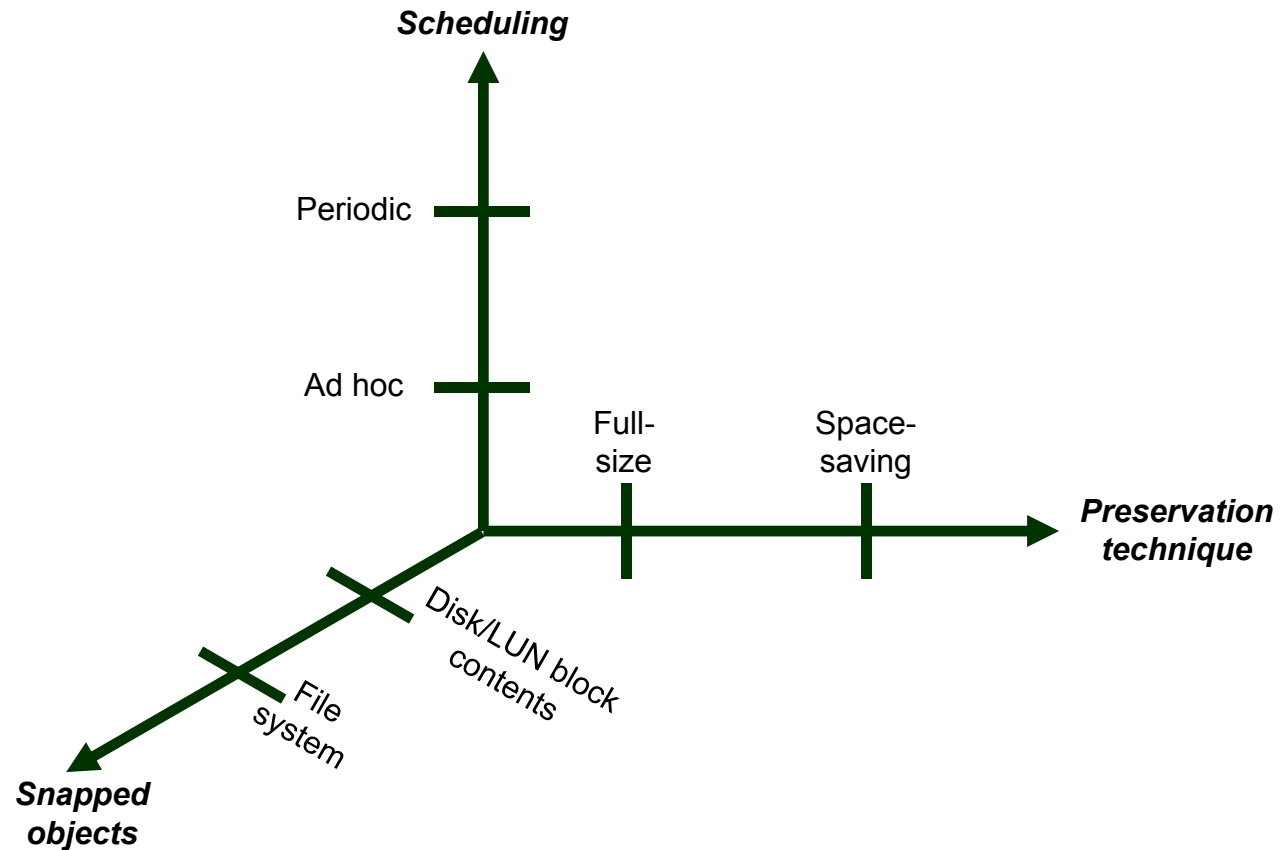 Scheduling
Periodic
Ad hoc
Full-
size
Space-
saving
Preservation
technique
Disk/LUN block
contents
File
system
Snapped
objects